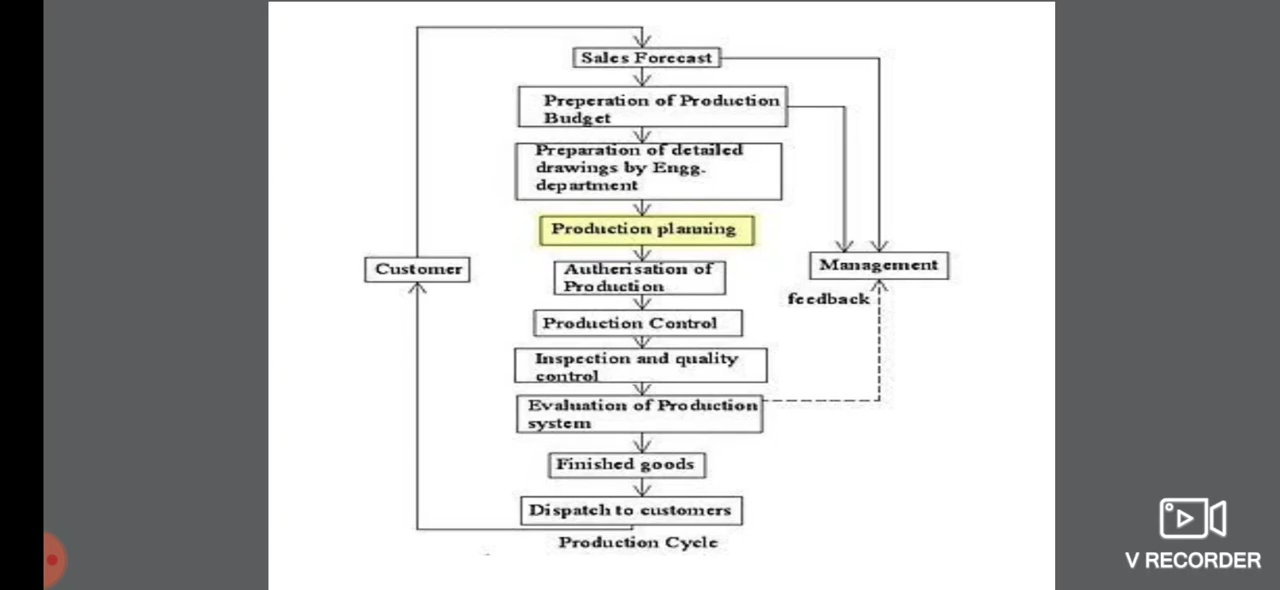 Sales Forecast
Preperation of Production
Budget
Preparation of detailed
drawings by Engg.
department
Production planning
Customer
Autherisation of
Production
Management
feedback
Production Control
Inspection and quality
control
Evaluation of Production
system
Finished goods
Dispatch to customers
Production Cycle
V RECORDER